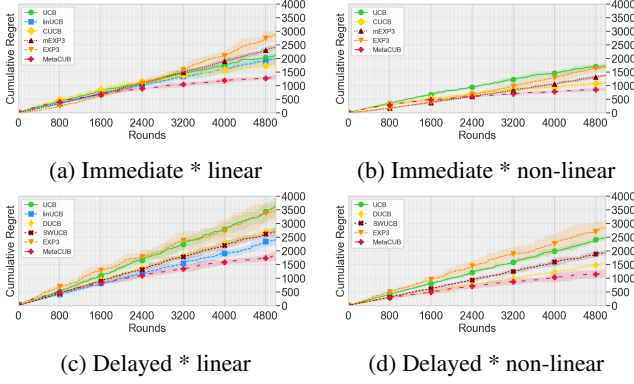 Cumulative Regret
UCB
linUCB
CUCB
mEXP3
EXP3
MetaCUB
4000
3500
3000
2500
2000
1500
1000
500
0
0 800 1600 2400 3200 4000 4800
Rounds
(a) Immediate * linear
Cumulative Regret
UCB
CUCB
mEXP3
EXP3
MetaCUB
4000
3500
3000
2500
2000
1500
1000
500
0
0 800 1600 2400 3200 4000 4800
Rounds
(b) Immediate * non-linear
Cumulative Regret
UCB
linUCB
DUCB
SWUCB
EXP3
MetaCUB
4000
3500
3000
2500
2000
1500
1000
500
0
0 800 1600 2400 3200 4000 4800
Rounds
(c) Delayed * linear
Cumulative Regret
UCB
DUCB
SWUCB
EXP3
MetaCUB
4000
3500
3000
2500
2000
1500
1000
500
0
0 800 1600 2400 3200 4000 4800
Rounds
(d) Delayed * non-linear